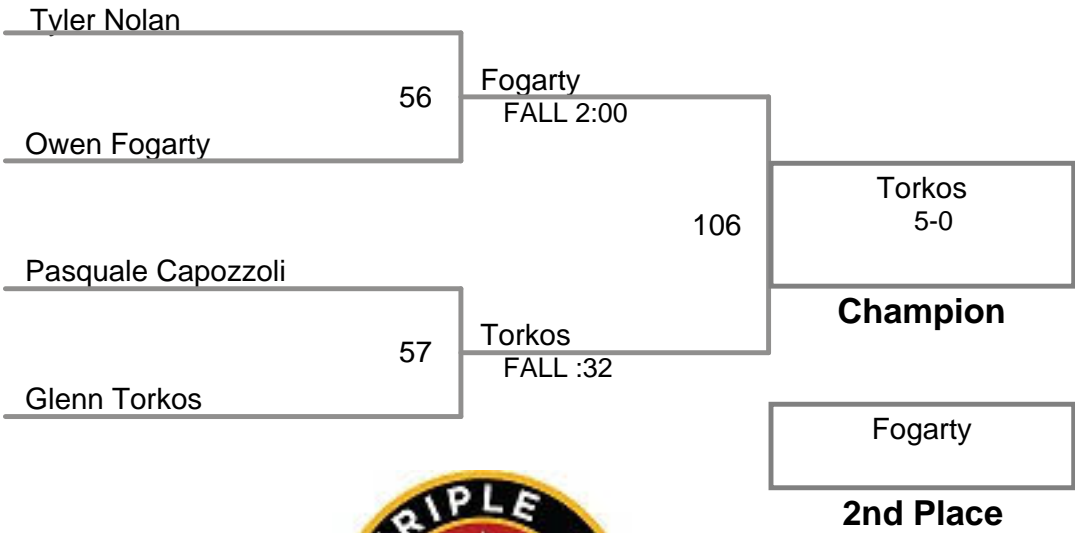 Tyler Nolan
56
Fogarty
FALL 2:00
Owen Fogarty
106
Torkos
5-0
Champion
Pasquale Capozzoli
57
Torkos
FALL :32
Glenn Torkos
Fogarty
2nd Place
RIPLE